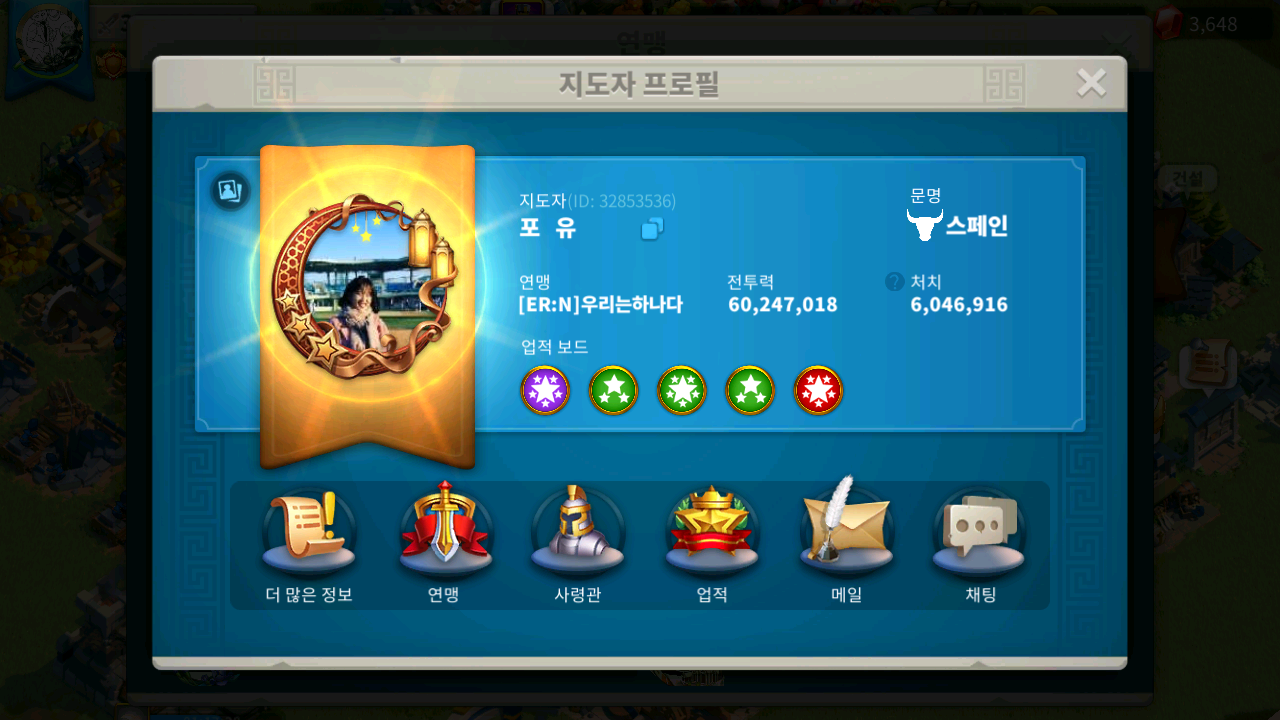 3,648
연맹
지도자 프로필
건설
지도자(ID: 32853536)
포 유
문명
스페인
연맹
[ER:N]우리는하나다
전투력
60,247,018
? 처치
6,046,916
업적 보드
더 많은 정보
연맹
사령관
업적
메일
채팅